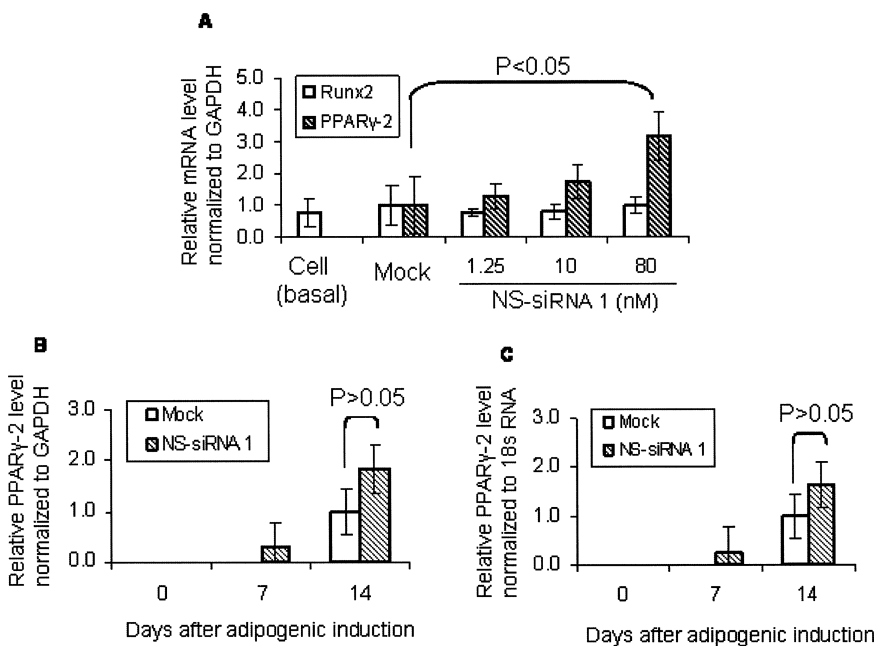 A
P<0.05
Relative mRNA level
normalized to GAPDH
5.0
4.0
3.0
2.0
1.0
0.0
Runx2
PPARγ-2
Cell
(basal)
Mock
1.25
10
80
NS-siRNA 1 (nM)
B
Relative PPARγ-2 level
normalized to GAPDH
3.0
2.0
1.0
0.0
Mock
NS-siRNA 1
P>0.05
0
7
14
Days after adipogenic induction
C
Relative PPARγ-2 level
normalized to 18s RNA
3.0
2.0
1.0
0.0
Mock
NS-siRNA 1
P>0.05
0
7
14
Days after adipogenic induction